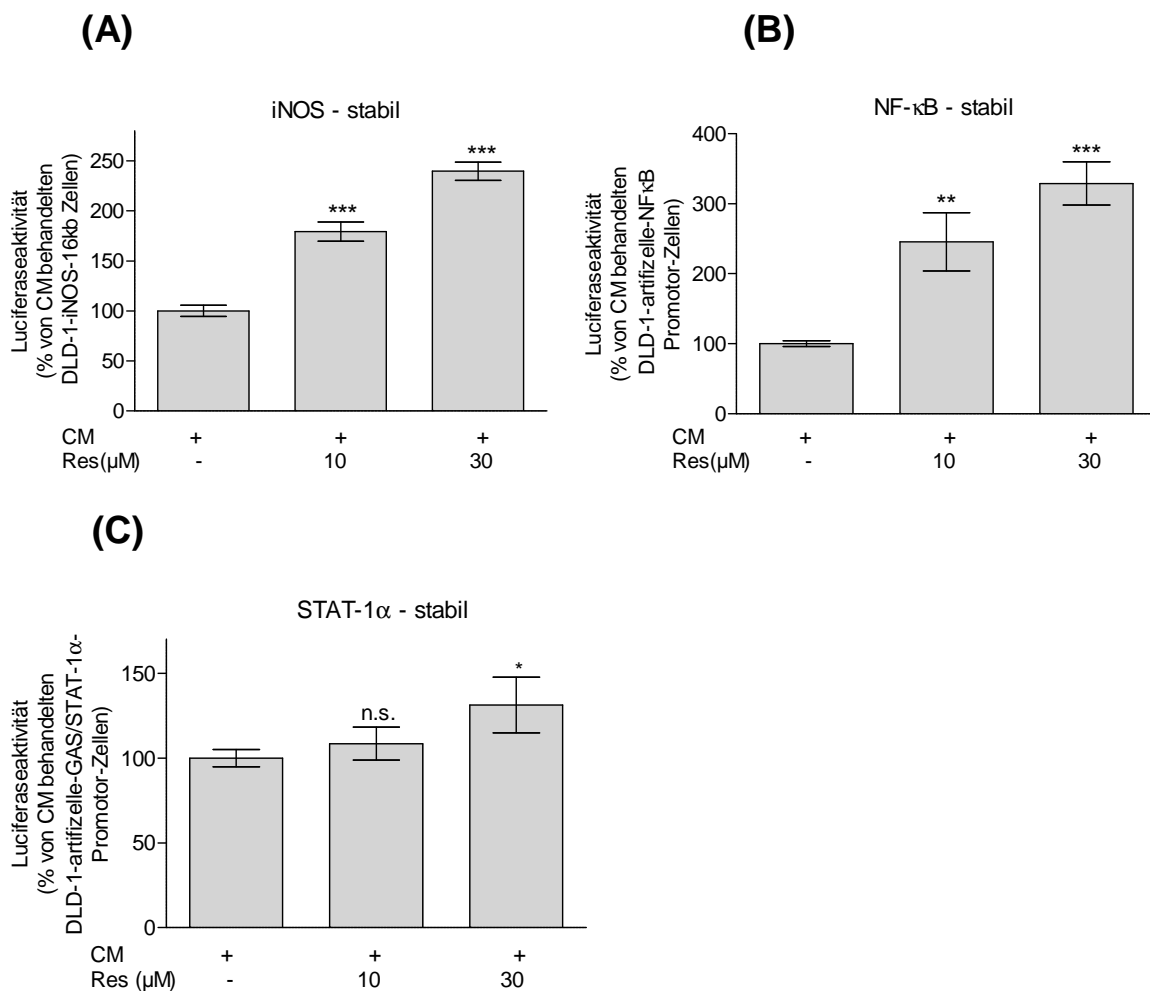 (A)
iNOS - stabil
Luciferaseaktivität
(% von CM behandelten
DLD-1-iNOS-16kb Zellen)
250
200
150
100
50
0
***
***
CM + + +
Res(µM) - 10 30
(B)
NF-κB - stabil
Luciferaseaktivität
(% von CM behandelten
DLD-1-artifizelle-NFκB
Promotor-Zellen)
400
300
200
100
0
**
***
CM + + +
Res(µM) - 10 30
(C)
STAT-1α - stabil
Luciferaseaktivität
(% von CM behandelten
DLD-1-artifizelle-GAS/STAT-1α-
Promotor-Zellen)
150
100
50
0
n.s.
*
CM + + +
Res (µM) - 10 30